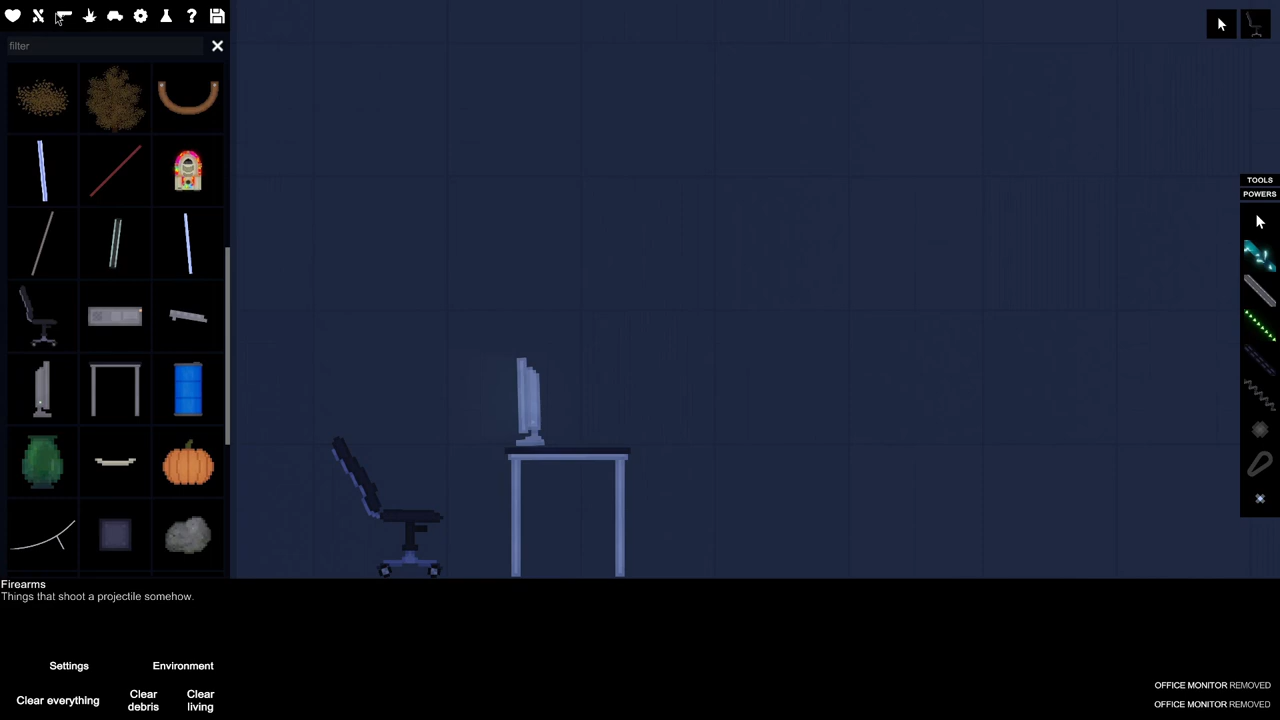 filter
TOOLS
POWERS
Firearms
Things that shoot a projectile somehow.
Settings
Environment
Clear everything
Clear
debris
Clear
living
OFFICE MONITOR REMOVED
OFFICE MONITOR REMOVED